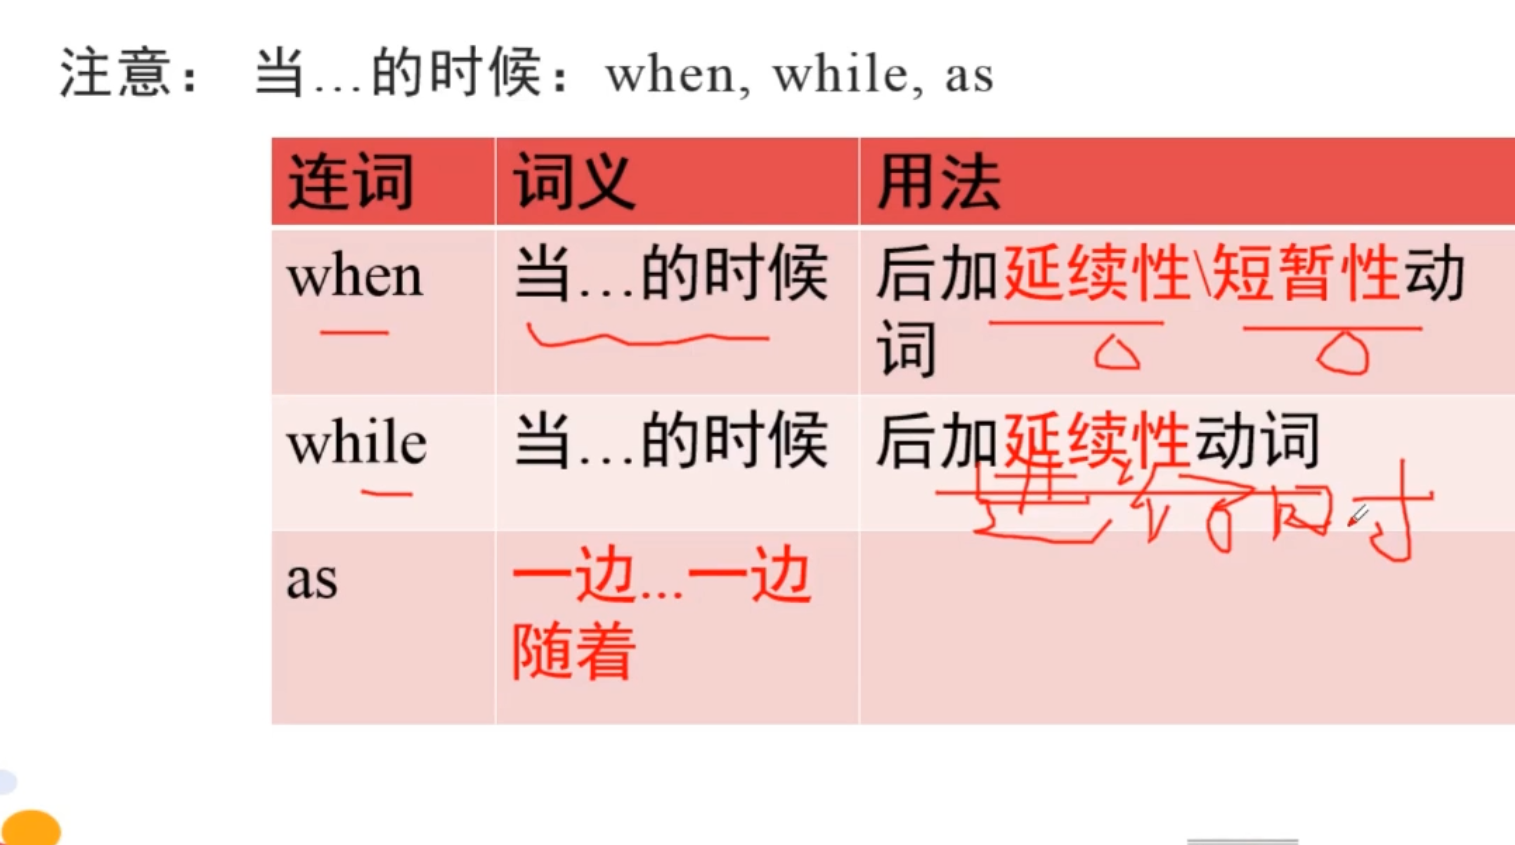 注意： 当…的时候：when, while, as
连词 词义 用法
when 当…的时候 后加延续性\短暂性动
词
while 当…的时候 后加延续性动词
进行时
as 一边...一边
随着